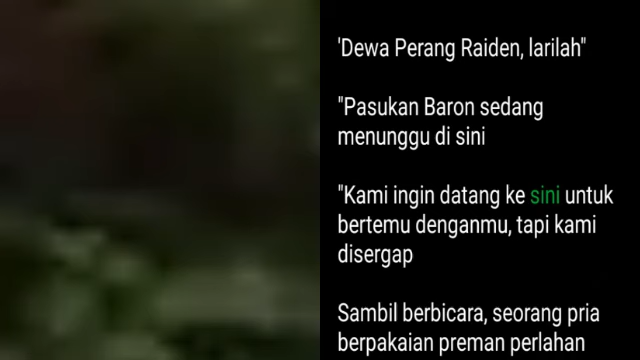 'Dewa Perang Raiden, larilah"
"Pasukan Baron sedang
menunggu di sini
"Kami ingin datang ke sini untuk
bertemu denganmu, tapi kami
disergap
Sambil berbicara, seorang pria
berpakaian preman perlahan